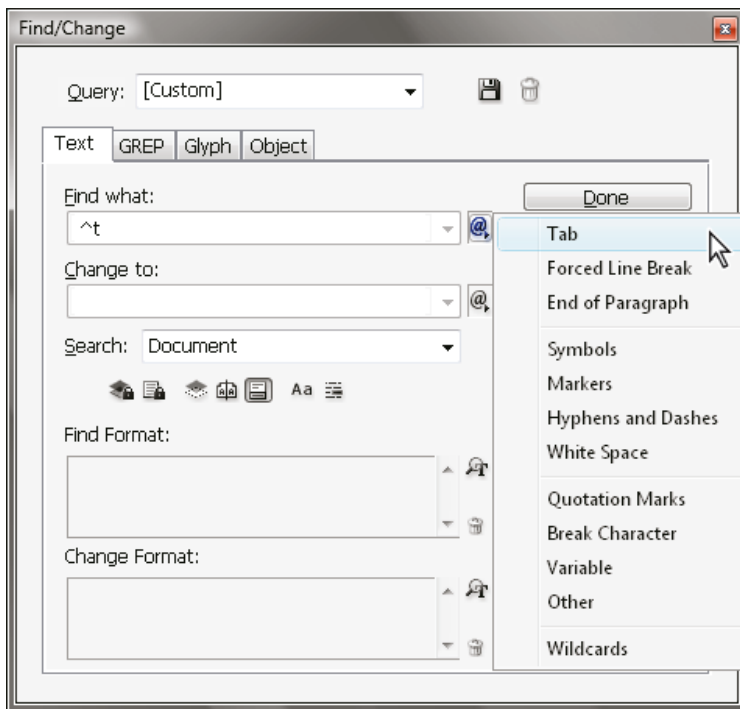 Find/Change
Query: [Custom]
Text GREP Glyph Object
Find what:
Done
^t
@
Tab
Forced Line Break
Change to:
@
End of Paragraph
Search: Document
Symbols
Aa
Markers
Hyphens and Dashes
Find Format:
White Space
T
Quotation Marks
Break Character
Change Format:
Variable
T
Other
Wildcards